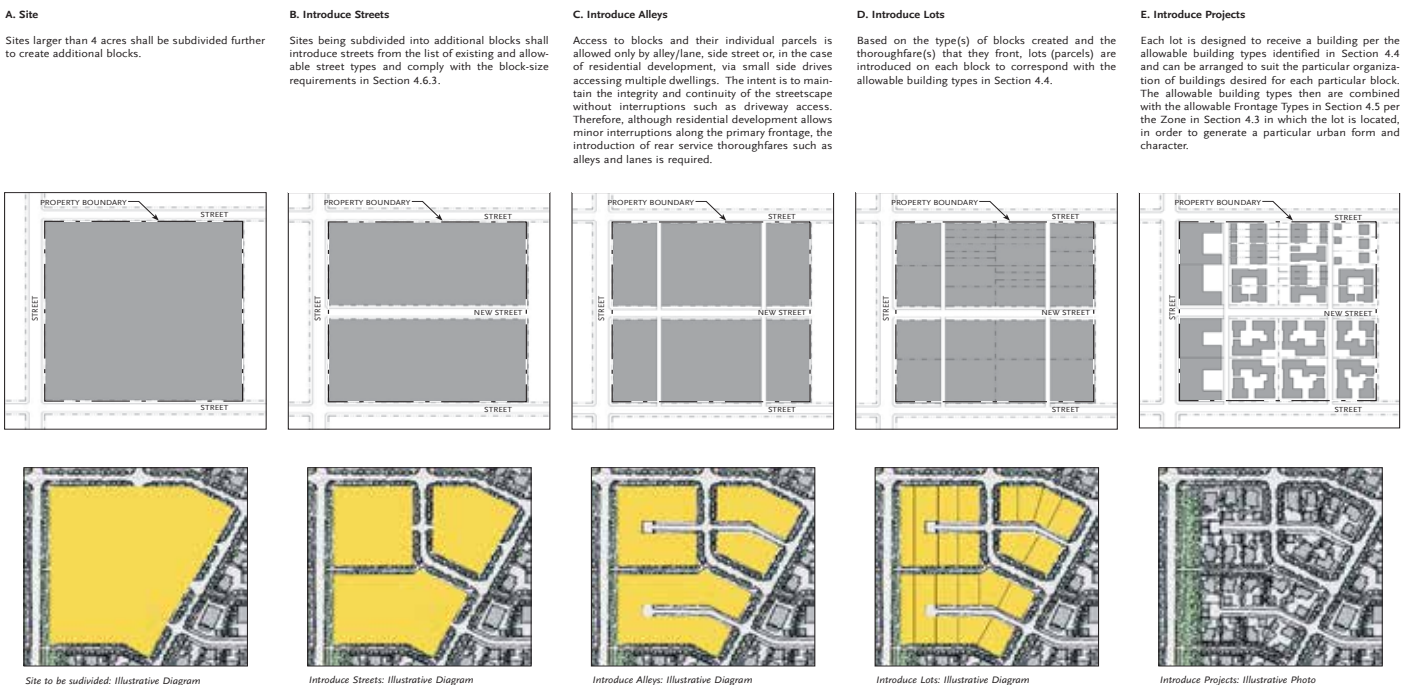 A. Site
Sites larger than 4 acres shall be subdivided further
to create additional blocks.
B. Introduce Streets
Sites being subdivided into additional blocks shall
introduce streets from the list of existing and allow-
able street types and comply with the block-size
requirements in Section 4.6.3.
C. Introduce Alleys
Access to blocks and their individual parcels is
allowed only by alley/lane, side street or, in the case
of residential development, via small side drives
accessing multiple dwellings. The intent is to main-
tain the integrity and continuity of the streetscape
without interruptions such as driveway access.
Therefore, although residential development allows
minor interruptions along the primary frontage, the
introduction of rear service thoroughfares such as
alleys and lanes is required.
D. Introduce Lots
Based on the type(s) of blocks created and the
thoroughfare(s) that they front, lots (parcels) are
introduced on each block to correspond with the
allowable building types in Section 4.4.
E. Introduce Projects
Each lot is designed to receive a building per the
allowable building types identified in Section 4.4
and can be arranged to suit the particular organiza-
tion of buildings desired for each particular block.
The allowable building types then are combined
with the allowable Frontage Types in Section 4.5 per
the Zone in Section 4.3 in which the lot is located,
in order to generate a particular urban form and
character.
PROPERTY BOUNDARY
STREET
STREET
STREET
PROPERTY BOUNDARY
STREET
STREET
NEW STREET
STREET
PROPERTY BOUNDARY
STREET
STREET
NEW STREET
STREET
PROPERTY BOUNDARY
STREET
STREET
NEW STREET
STREET
PROPERTY BOUNDARY
STREET
STREET
NEW STREET
STREET
Site to be sudivided: Illustrative Diagram
Introduce Streets: Illustrative Diagram
Introduce Alleys: Illustrative Diagram
Introduce Lots: Illustrative Diagram
Introduce Projects: Illustrative Photo